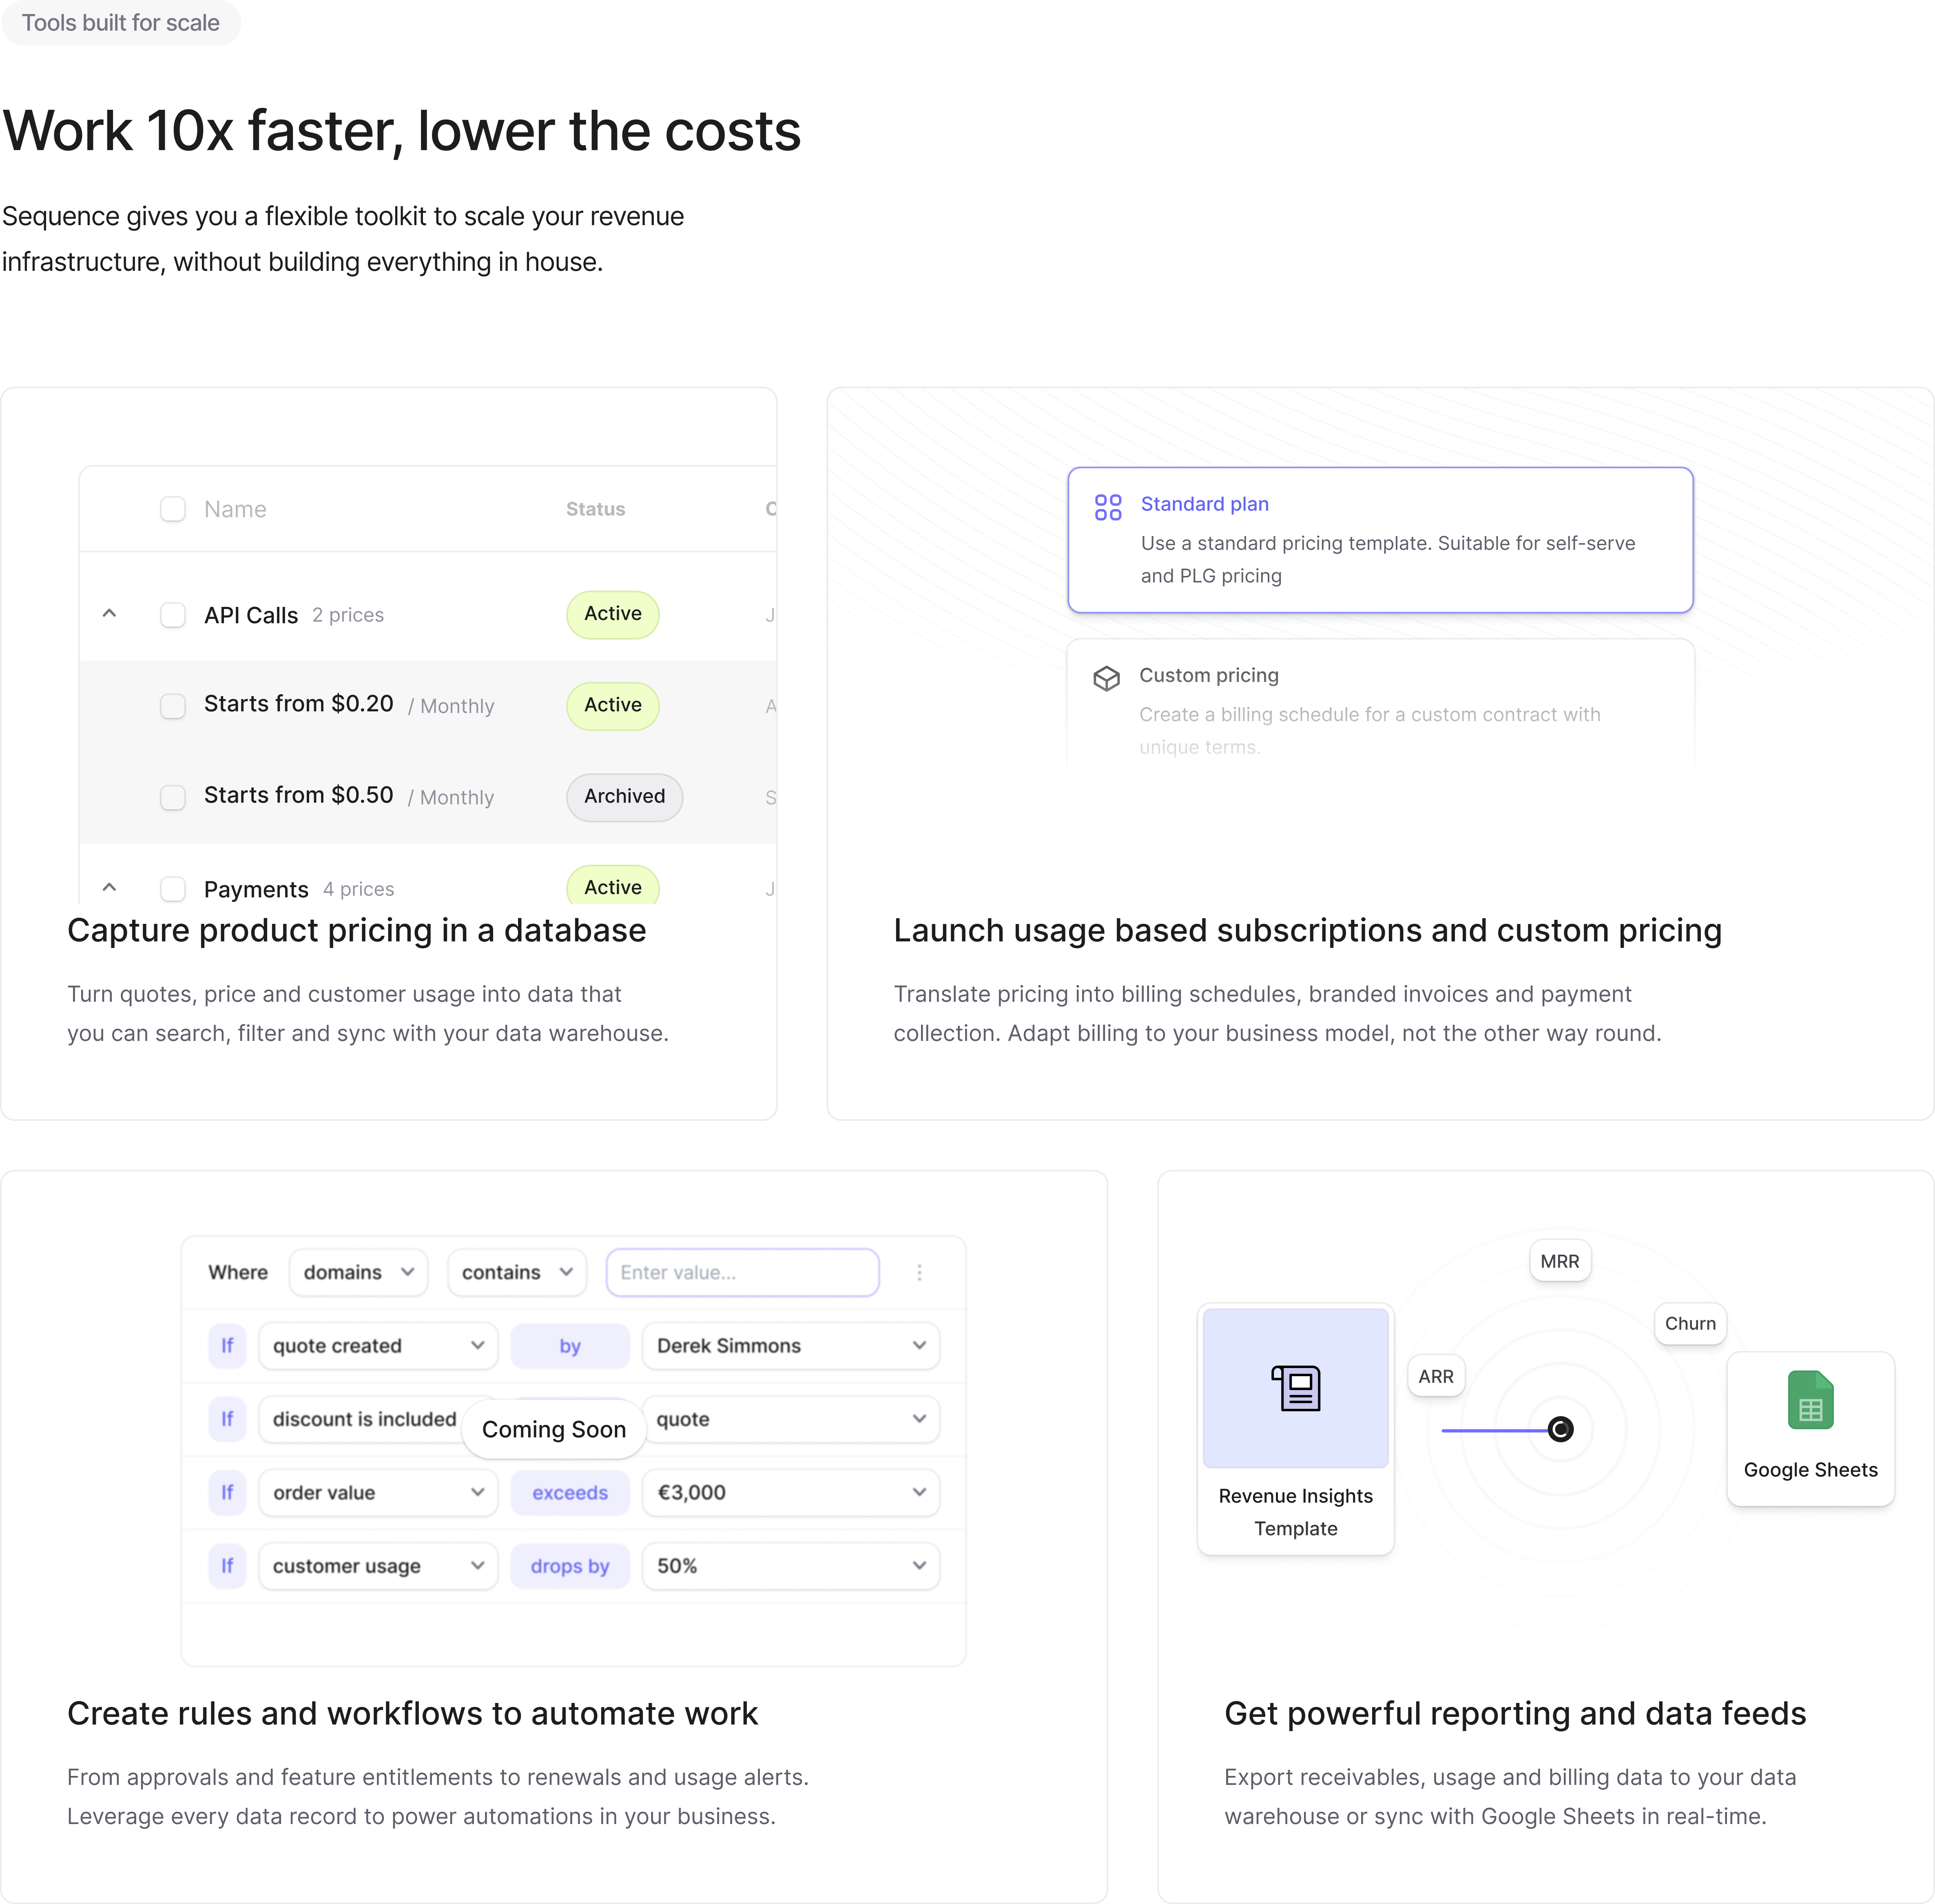 Tools built for scale
Work 10x faster, lower the costs
Sequence gives you a flexible toolkit to scale your revenue
infrastructure, without building everything in house.
Name Status
API Calls 2 prices Active J
Starts from $0.20 / Monthly Active A
Starts from $0.50 / Monthly Archived S
Payments 4 prices Active J
Capture product pricing in a database
Turn quotes, price and customer usage into data that
you can search, filter and sync with your data warehouse.
Standard plan
Use a standard pricing template. Suitable for self-serve
and PLG pricing
Custom pricing
Create a billing schedule for a custom contract with
unique terms.
Launch usage based subscriptions and custom pricing
Translate pricing into billing schedules, branded invoices and payment
collection. Adapt billing to your business model, not the other way round.
Where domains contains Enter value...
If quote created by Derek Simmons
If discount is included quote
Coming Soon
If order value exceeds €3,000
If customer usage drops by 50%
Create rules and workflows to automate work
From approvals and feature entitlements to renewals and usage alerts.
Leverage every data record to power automations in your business.
MRR
Churn
ARR
Revenue Insights
Template
Google Sheets
Get powerful reporting and data feeds
Export receivables, usage and billing data to your data
warehouse or sync with Google Sheets in real-time.